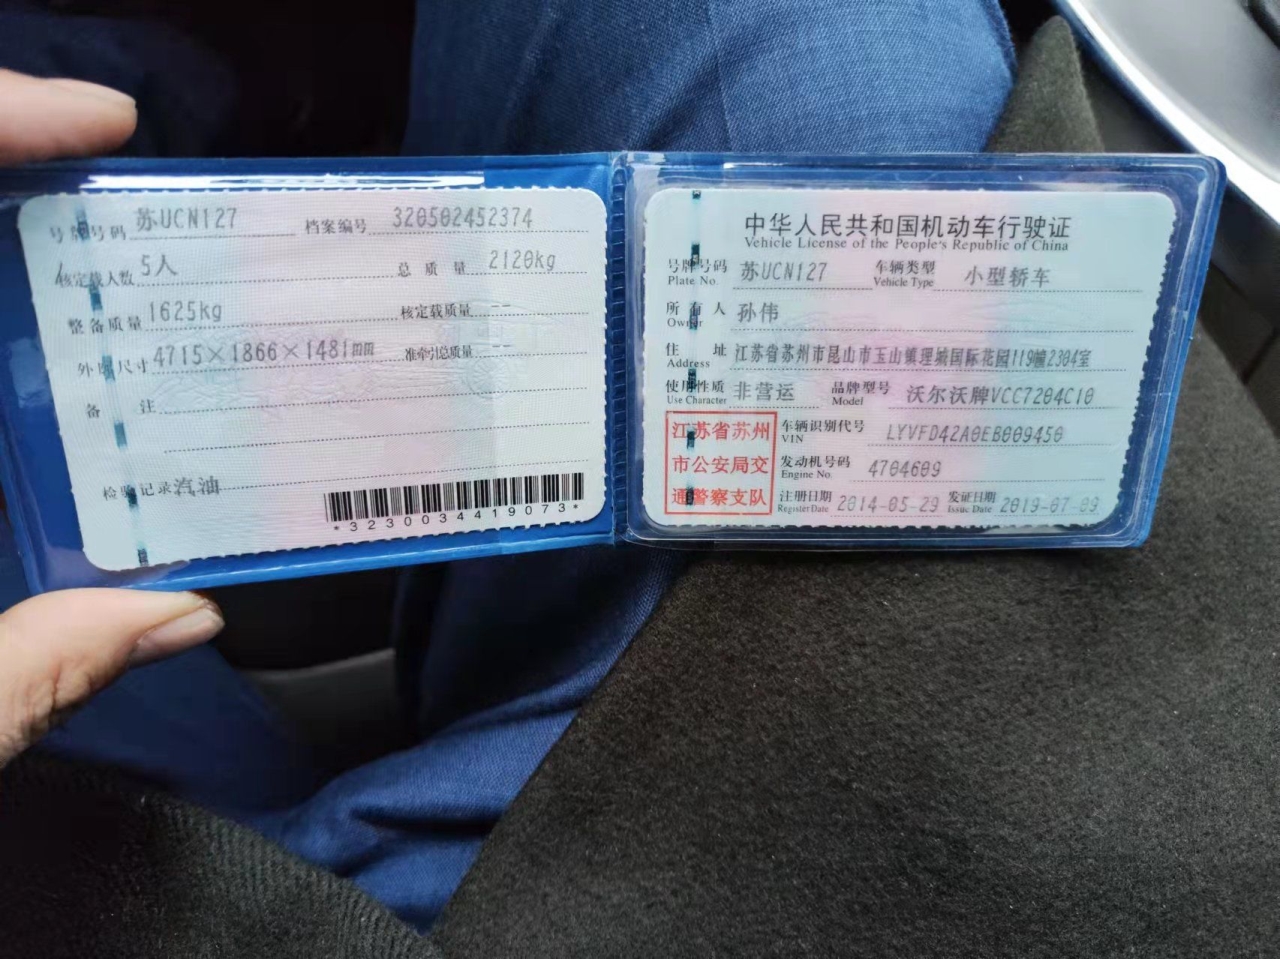 号牌号码 苏UCN127 档案编号 320502452374
核定载人数 5人 总质量 2120kg
整备质量 1625kg 核定载质量 --
外廓尺寸 4715×1866×1481mm 准牵引总质量 --
备注
检验记录 汽油
*3230034419073*
中华人民共和国机动车行驶证
Vehicle License of the People's Republic of China
号牌号码 苏UCN127 车辆类型 小型轿车
Plate No. Vehicle Type
所有人 孙伟
Owner
住址 江苏省苏州市昆山市玉山镇理想国际花园119幢2304室
Address
使用性质 非营运 品牌型号 沃尔沃牌VCC7204C10
Use Character Model
江苏省苏州
市公安局交
通警察支队
车辆识别代号 LYVFD42A0EB009450
VIN
发动机号码 4704609
Engine No.
注册日期 2014-05-29 发证日期 2019-07-09
Register Date Issue Date